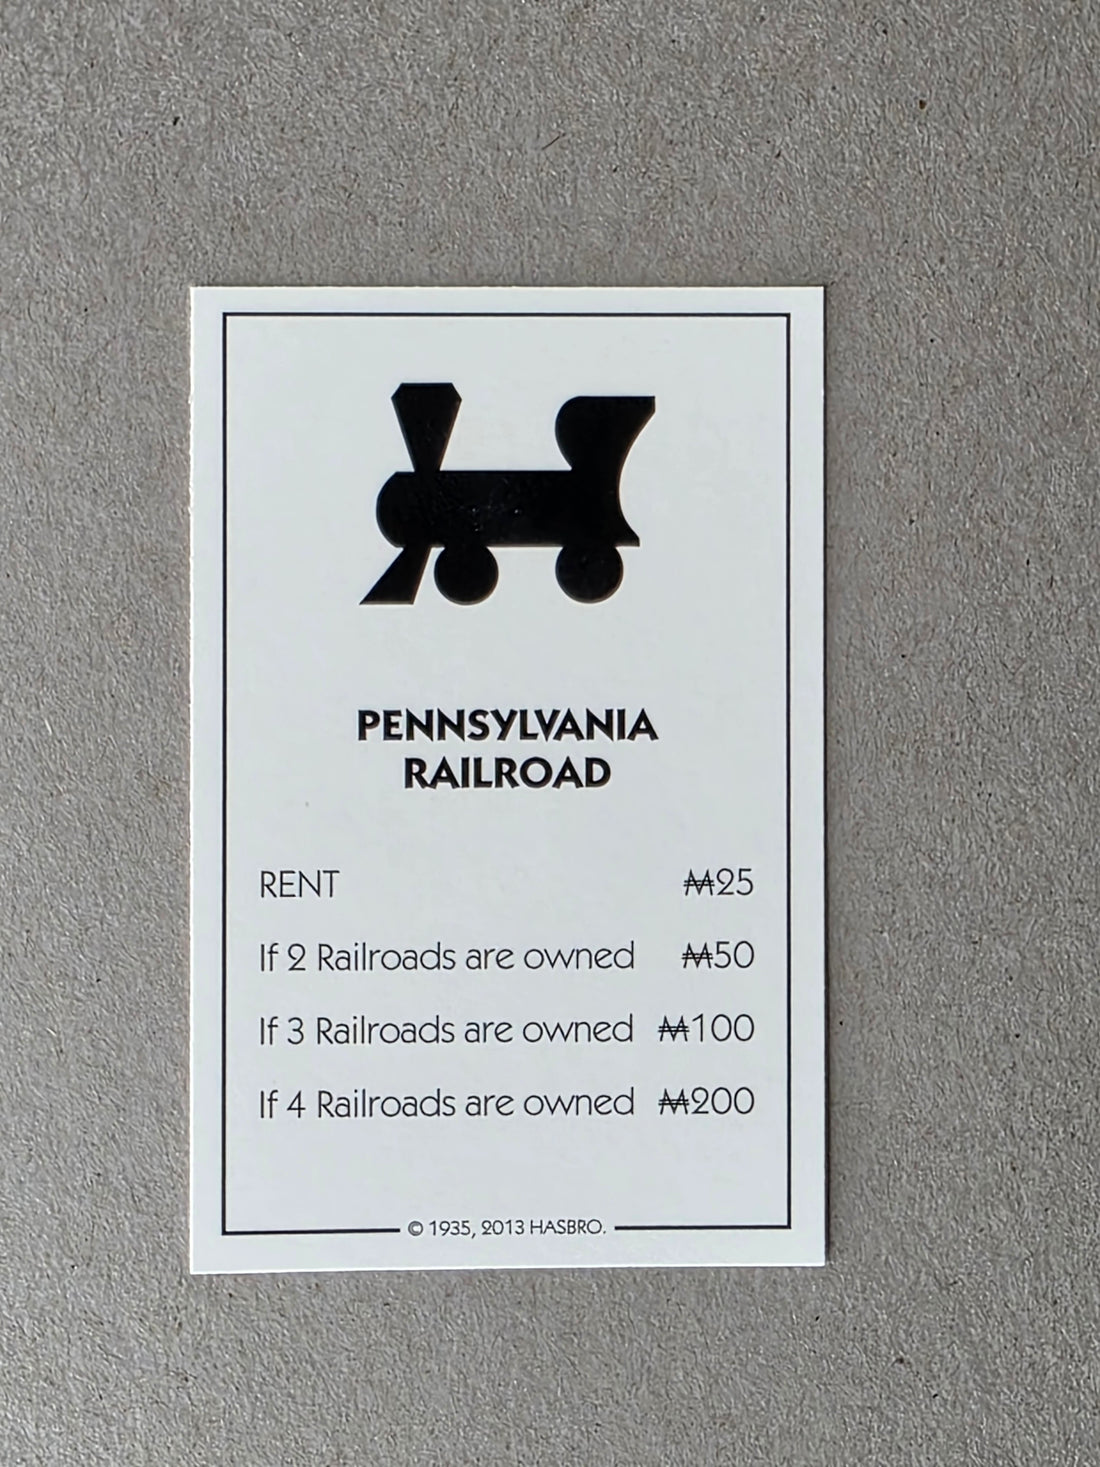 PENNSYLVANIA
RAILROAD
RENT ₩25
If 2 Railroads are owned ₩50
If 3 Railroads are owned ₩100
If 4 Railroads are owned ₩200
© 1935, 2013 HASBRO.